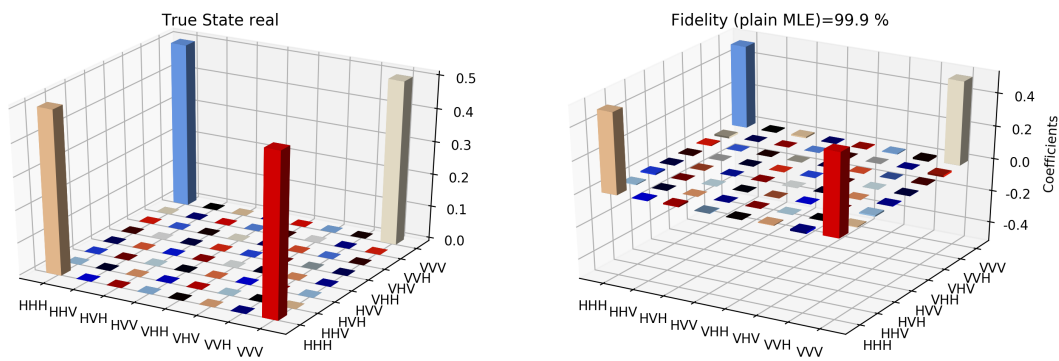 True State real
0.5
0.4
0.3
0.2
0.1
0.0
HHH
HHV
HVH
HVV
VHH
VHV
VVH
VVV
HHH
HHV
HVH
HVV
VHH
VHV
VVH
VVV
Fidelity (plain MLE)=99.9 %
0.4
0.2
0.0
-0.2
-0.4
Coefficients
HHH
HHV
HVH
HVV
VHH
VHV
VVH
VVV
HHH
HHV
HVH
HVV
VHH
VHV
VVH
VVV